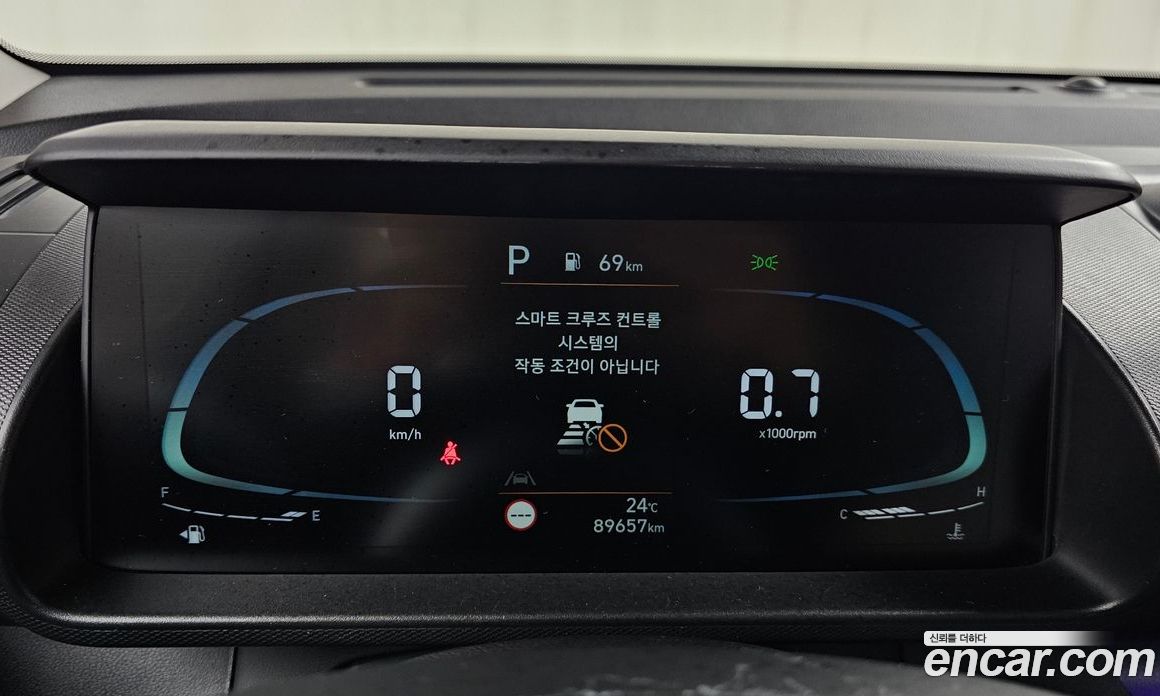 P 69km
스마트 크루즈 컨트롤
시스템의
작동 조건이 아닙니다
0
km/h
0.7
x1000rpm
F
E
---
24℃
89657km
C
H
신뢰를 더하다
encar.com